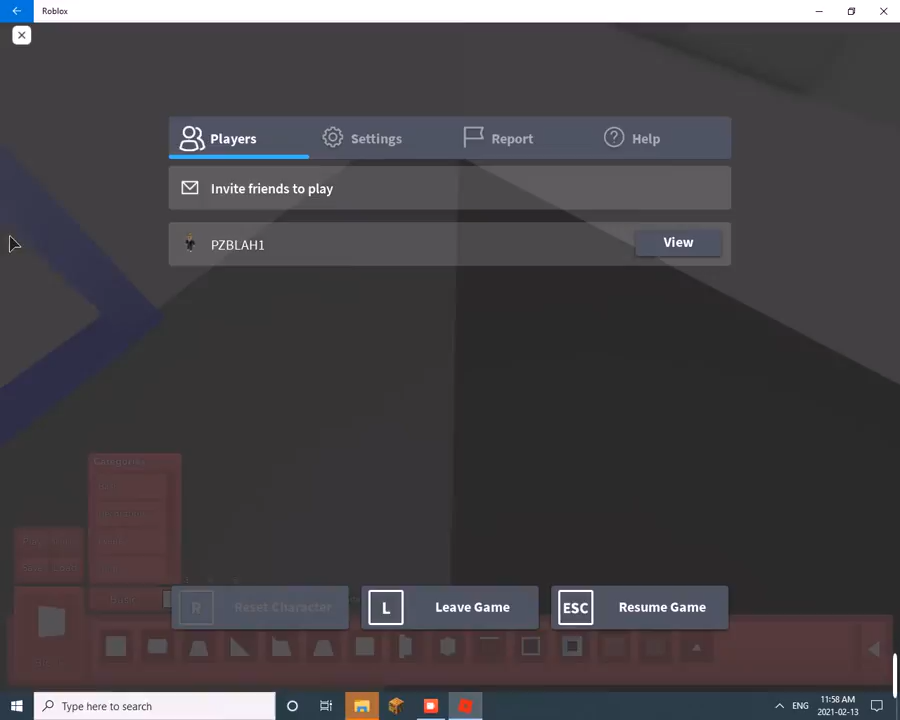 Roblox
Players
Settings
Report
Help
Invite friends to play
PZBLAH1
View
Categories
R
Reset Character
L
Leave Game
ESC
Resume Game
Type here to search
ENG
11:58 AM
2021-02-13